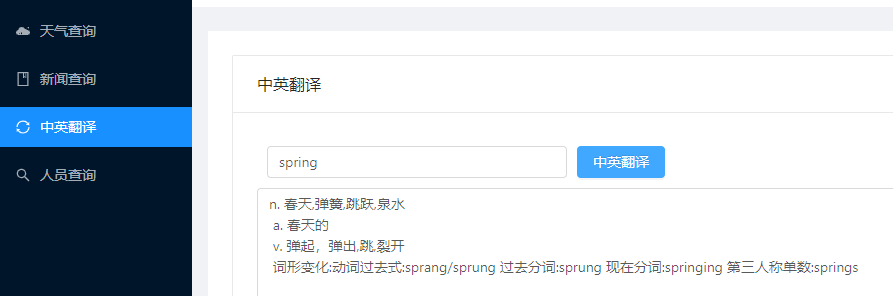 天气查询
新闻查询
中英翻译
人员查询
中英翻译
spring 中英翻译
n. 春天,弹簧,跳跃,泉水
a. 春天的
v. 弹起，弹出,跳,裂开
词形变化:动词过去式:sprang/sprung 过去分词:sprung 现在分词:springing 第三人称单数:springs